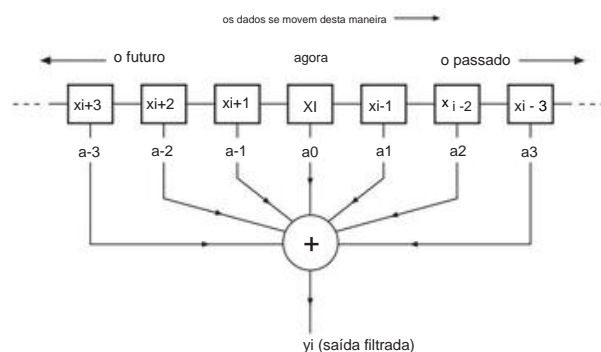 os dados se movem desta maneira
o futuro agora o passado
xi+3 xi+2 xi+1 XI xi-1 x i -2 xi - 3
a-3 a-2 a-1 a0 a1 a2 a3
+
yi (saída filtrada)